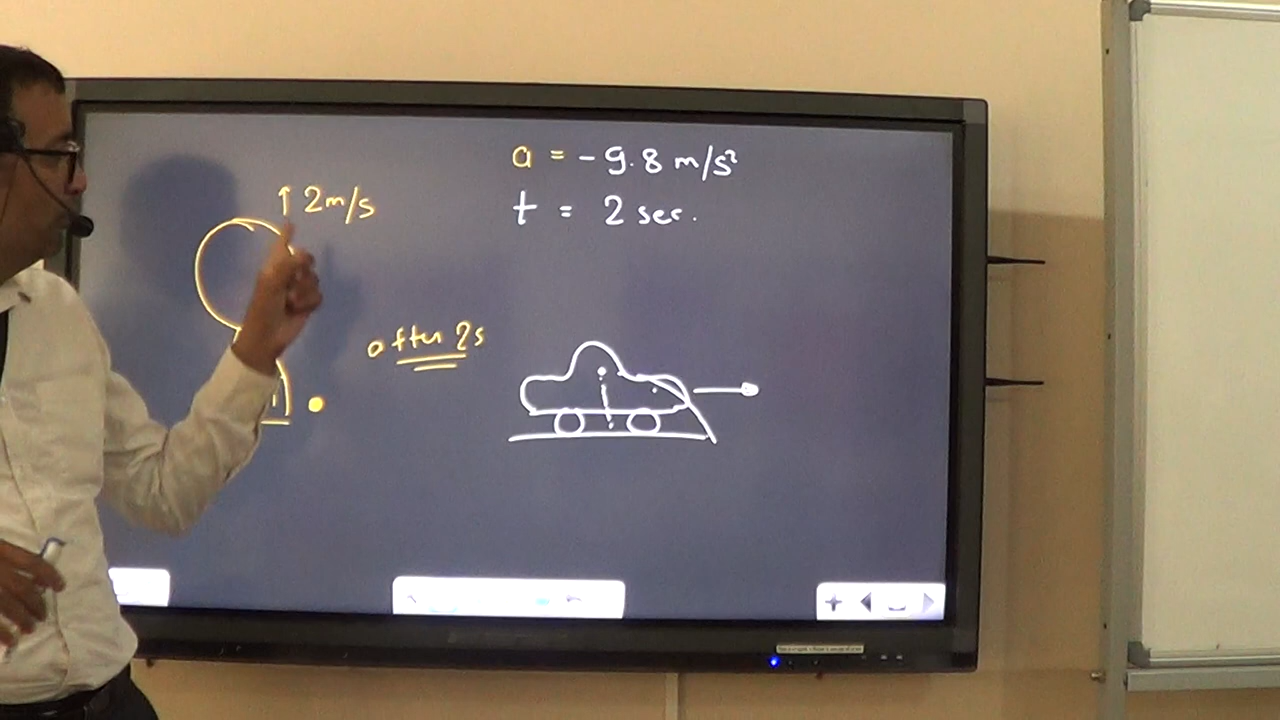 a = -9.8 m/s²
↑ 2m/s
t = 2 sec.
after 2s